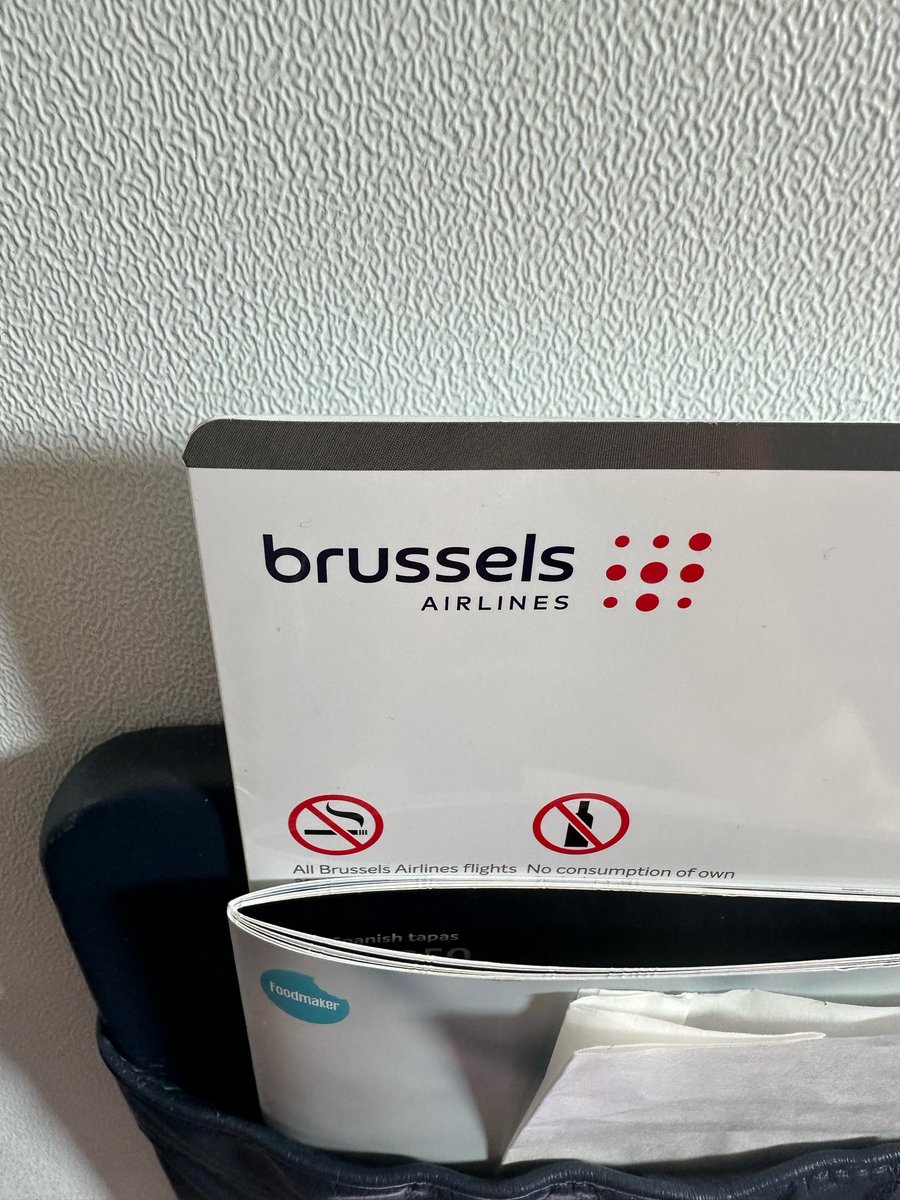 brussels
AIRLINES
All Brussels Airlines flights No consumption of own
Spanish tapas
Foodmaker